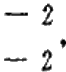 — 2
— 2'